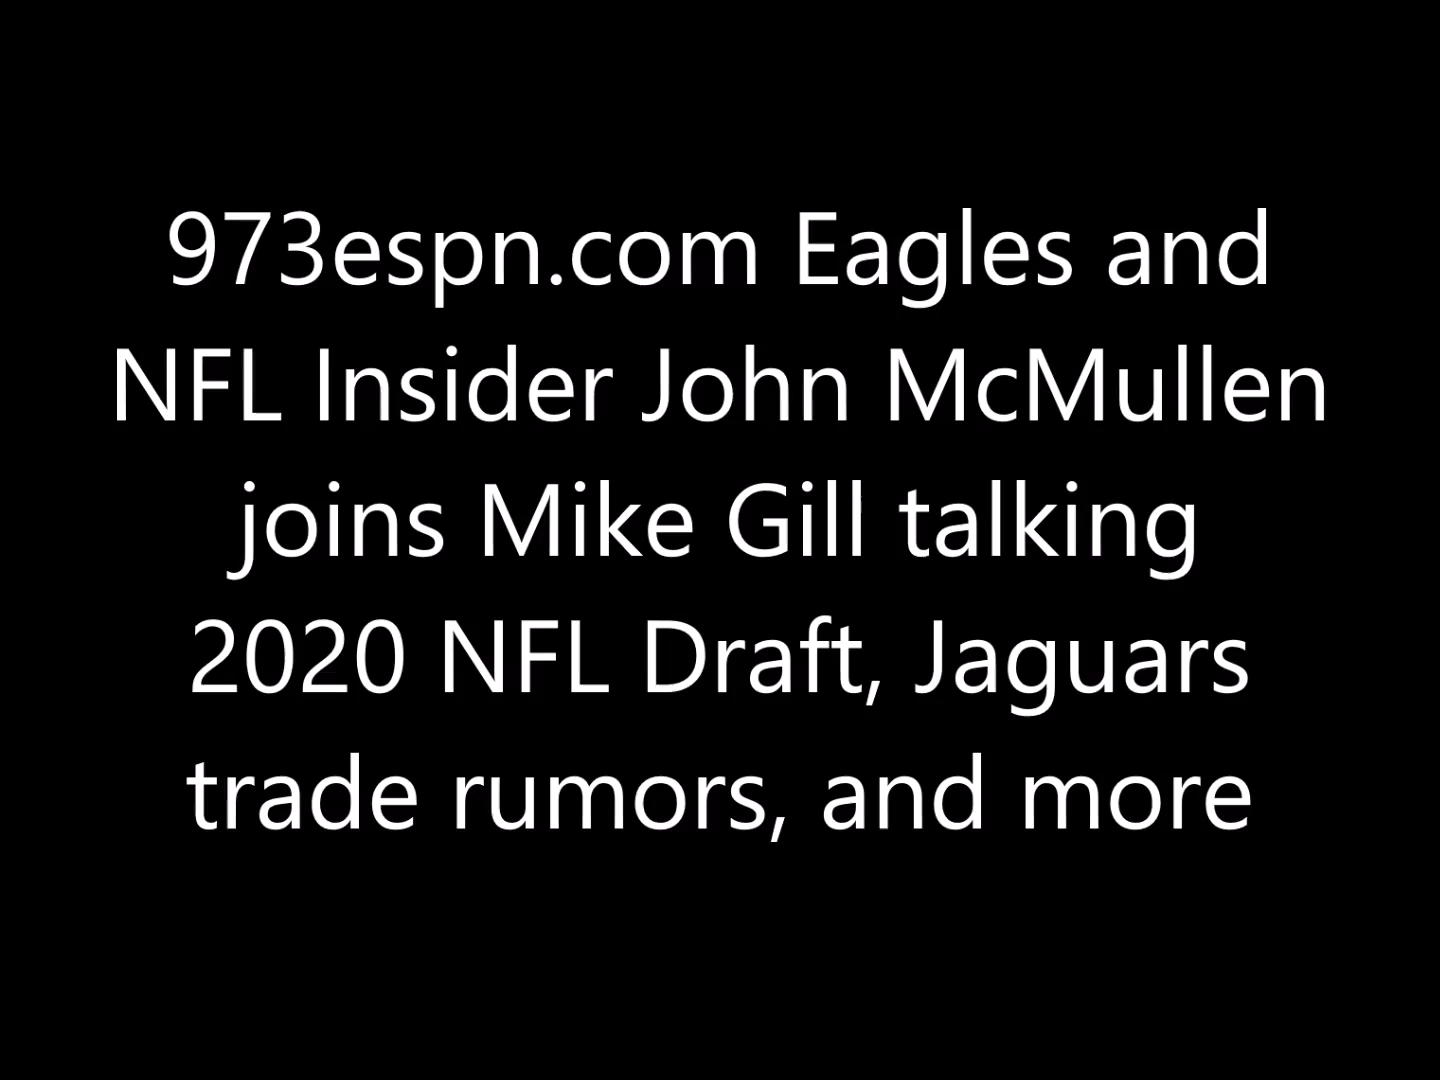 973espn.com Eagles and
NFL Insider John McMullen
joins Mike Gill talking
2020 NFL Draft, Jaguars
trade rumors, and more